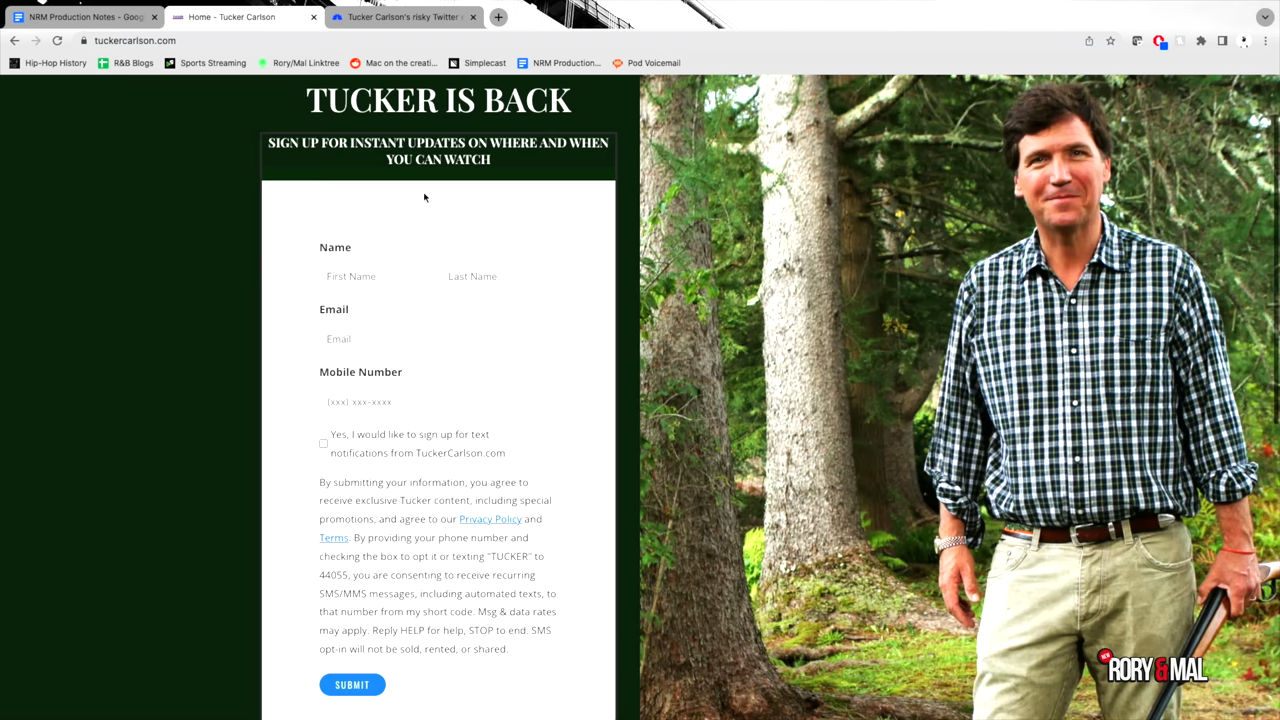 NRM Production Notes - Goog
Home - Tucker Carlson
Tucker Carlson's risky Twitter
tuckercarlson.com
Hip-Hop History
R&B Blogs
Sports Streaming
Rory/Mal Linktree
Mac on the creati...
Simplecast
NRM Production...
Pod Voicemail
TUCKER IS BACK
SIGN UP FOR INSTANT UPDATES ON WHERE AND WHEN
YOU CAN WATCH
Name
First Name
Last Name
Email
Email
Mobile Number
(xxx) xxx-xxxx
Yes, I would like to sign up for text
notifications from TuckerCarlson.com
By submitting your information, you agree to
receive exclusive Tucker content, including special
promotions, and agree to our Privacy Policy and
Terms. By providing your phone number and
checking the box to opt it or texting "TUCKER" to
44055, you are consenting to receive recurring
SMS/MMS messages, including automated texts, to
that number from my short code. Msg & data rates
may apply. Reply HELP for help, STOP to end. SMS
opt-in will not be sold, rented, or shared.
SUBMIT
NEW
RORY & MAL